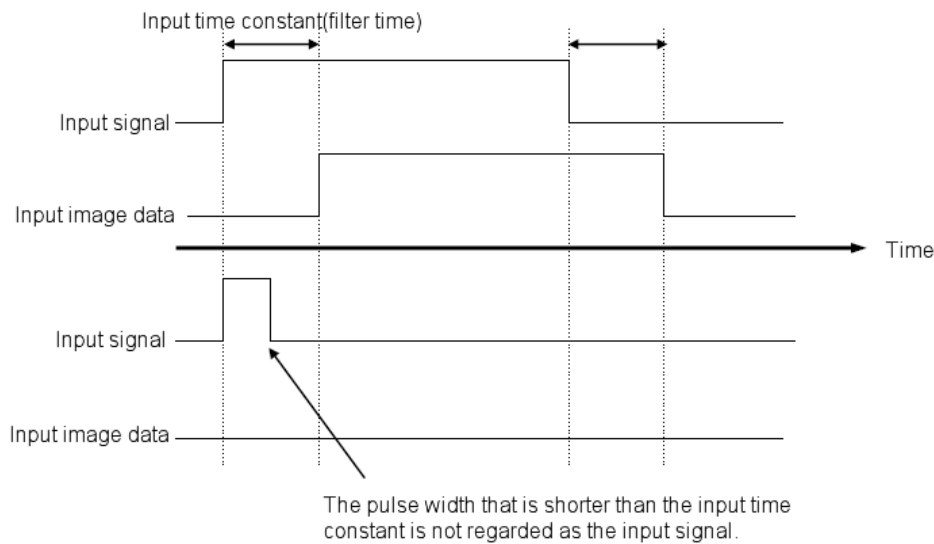 Input time constant(filter time)
Input signal
Input image data
Time
Input signal
Input image data
The pulse width that is shorter than the input time
constant is not regarded as the input signal.